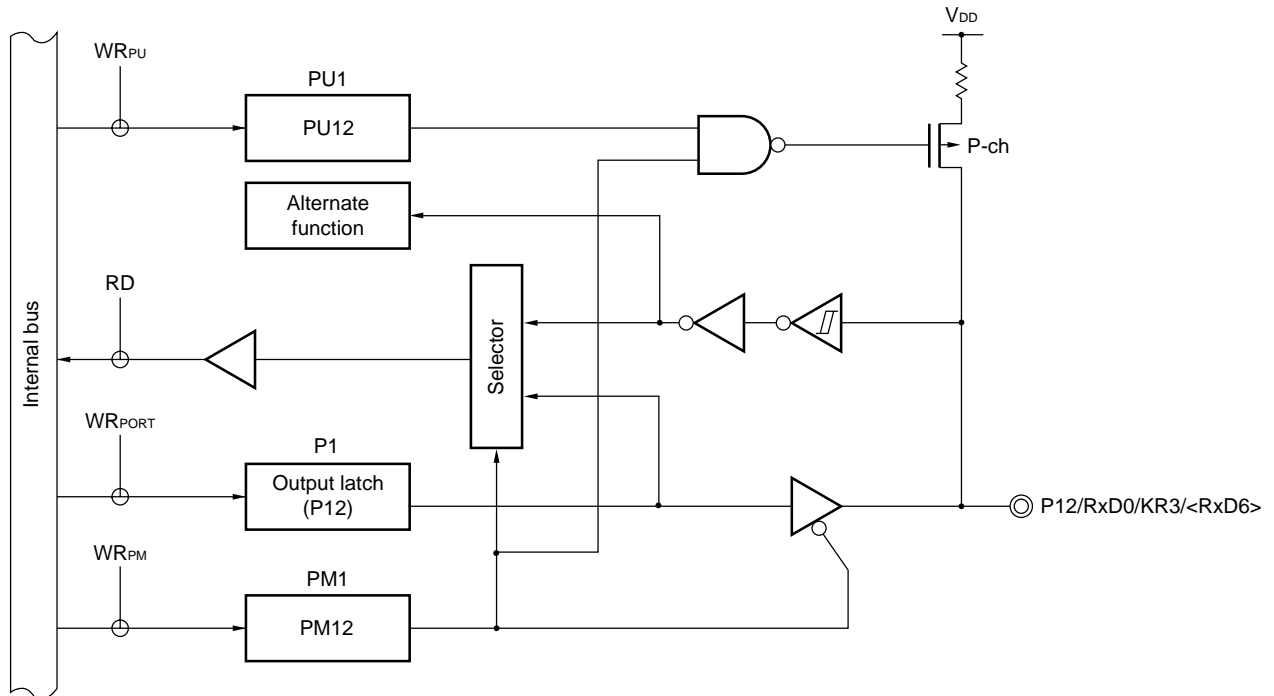 VDD
WRPU
PU1
PU12
P-ch
Alternate
function
RD
Internal bus
Selector
WRPORT
P1
Output latch
(P12)
P12/RxD0/KR3/<RxD6>
WRPM
PM1
PM12